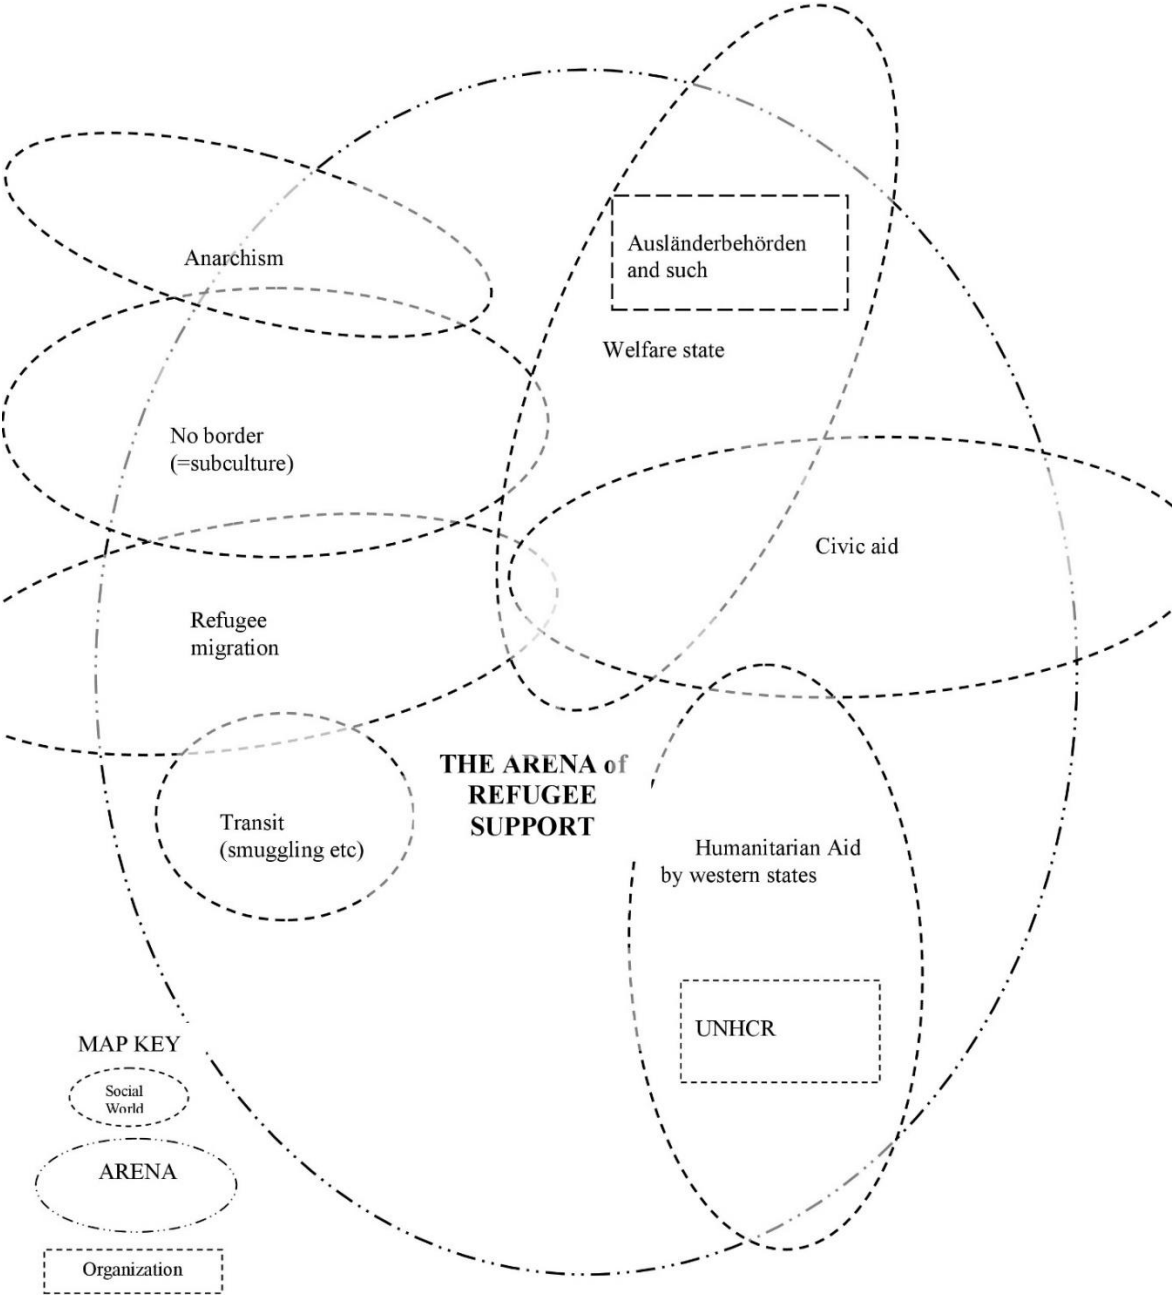 Ausländerbehörden
and such
Anarchism
Welfare state
No border
(=subculture)
Civic aid
Refugee
migration
THE ARENA of
REFUGEE
SUPPORT
Transit
(smuggling etc)
Humanitarian Aid
by western states
UNHCR
MAP KEY
Social
World
ARENA
Organization